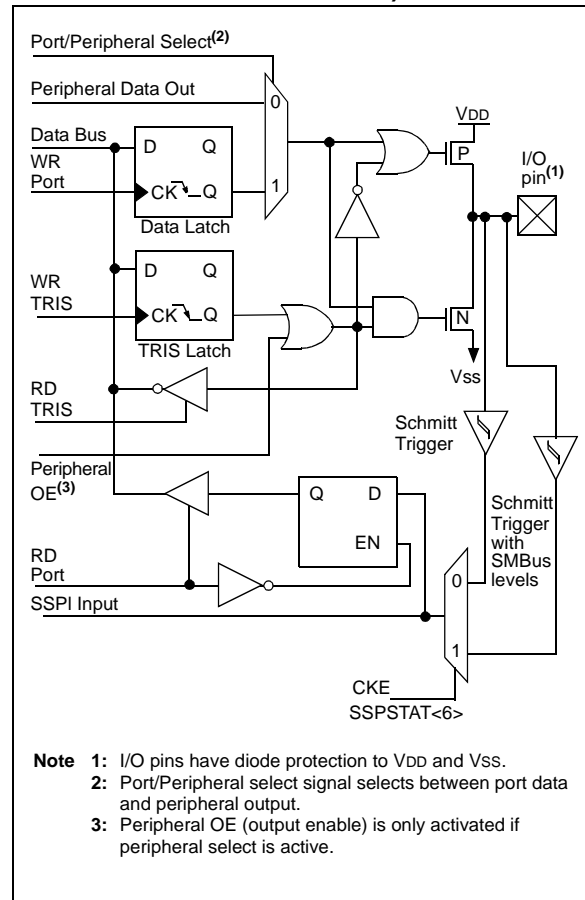 Port/Peripheral Select(2)
Peripheral Data Out
0
VDD
Data Bus
D Q
P
I/O
pin(1)
WR
Port
CK Q
1
Data Latch
D Q
WR
TRIS
CK Q
N
TRIS Latch
Vss
RD
TRIS
Schmitt
Trigger
Peripheral
OE(3)
Q D
EN
Schmitt
Trigger
with
SMBus
levels
RD
Port
0
SSPI Input
1
CKE
SSPSTAT<6>
Note 1: I/O pins have diode protection to VDD and VSS.
2: Port/Peripheral select signal selects between port data
and peripheral output.
3: Peripheral OE (output enable) is only activated if
peripheral select is active.